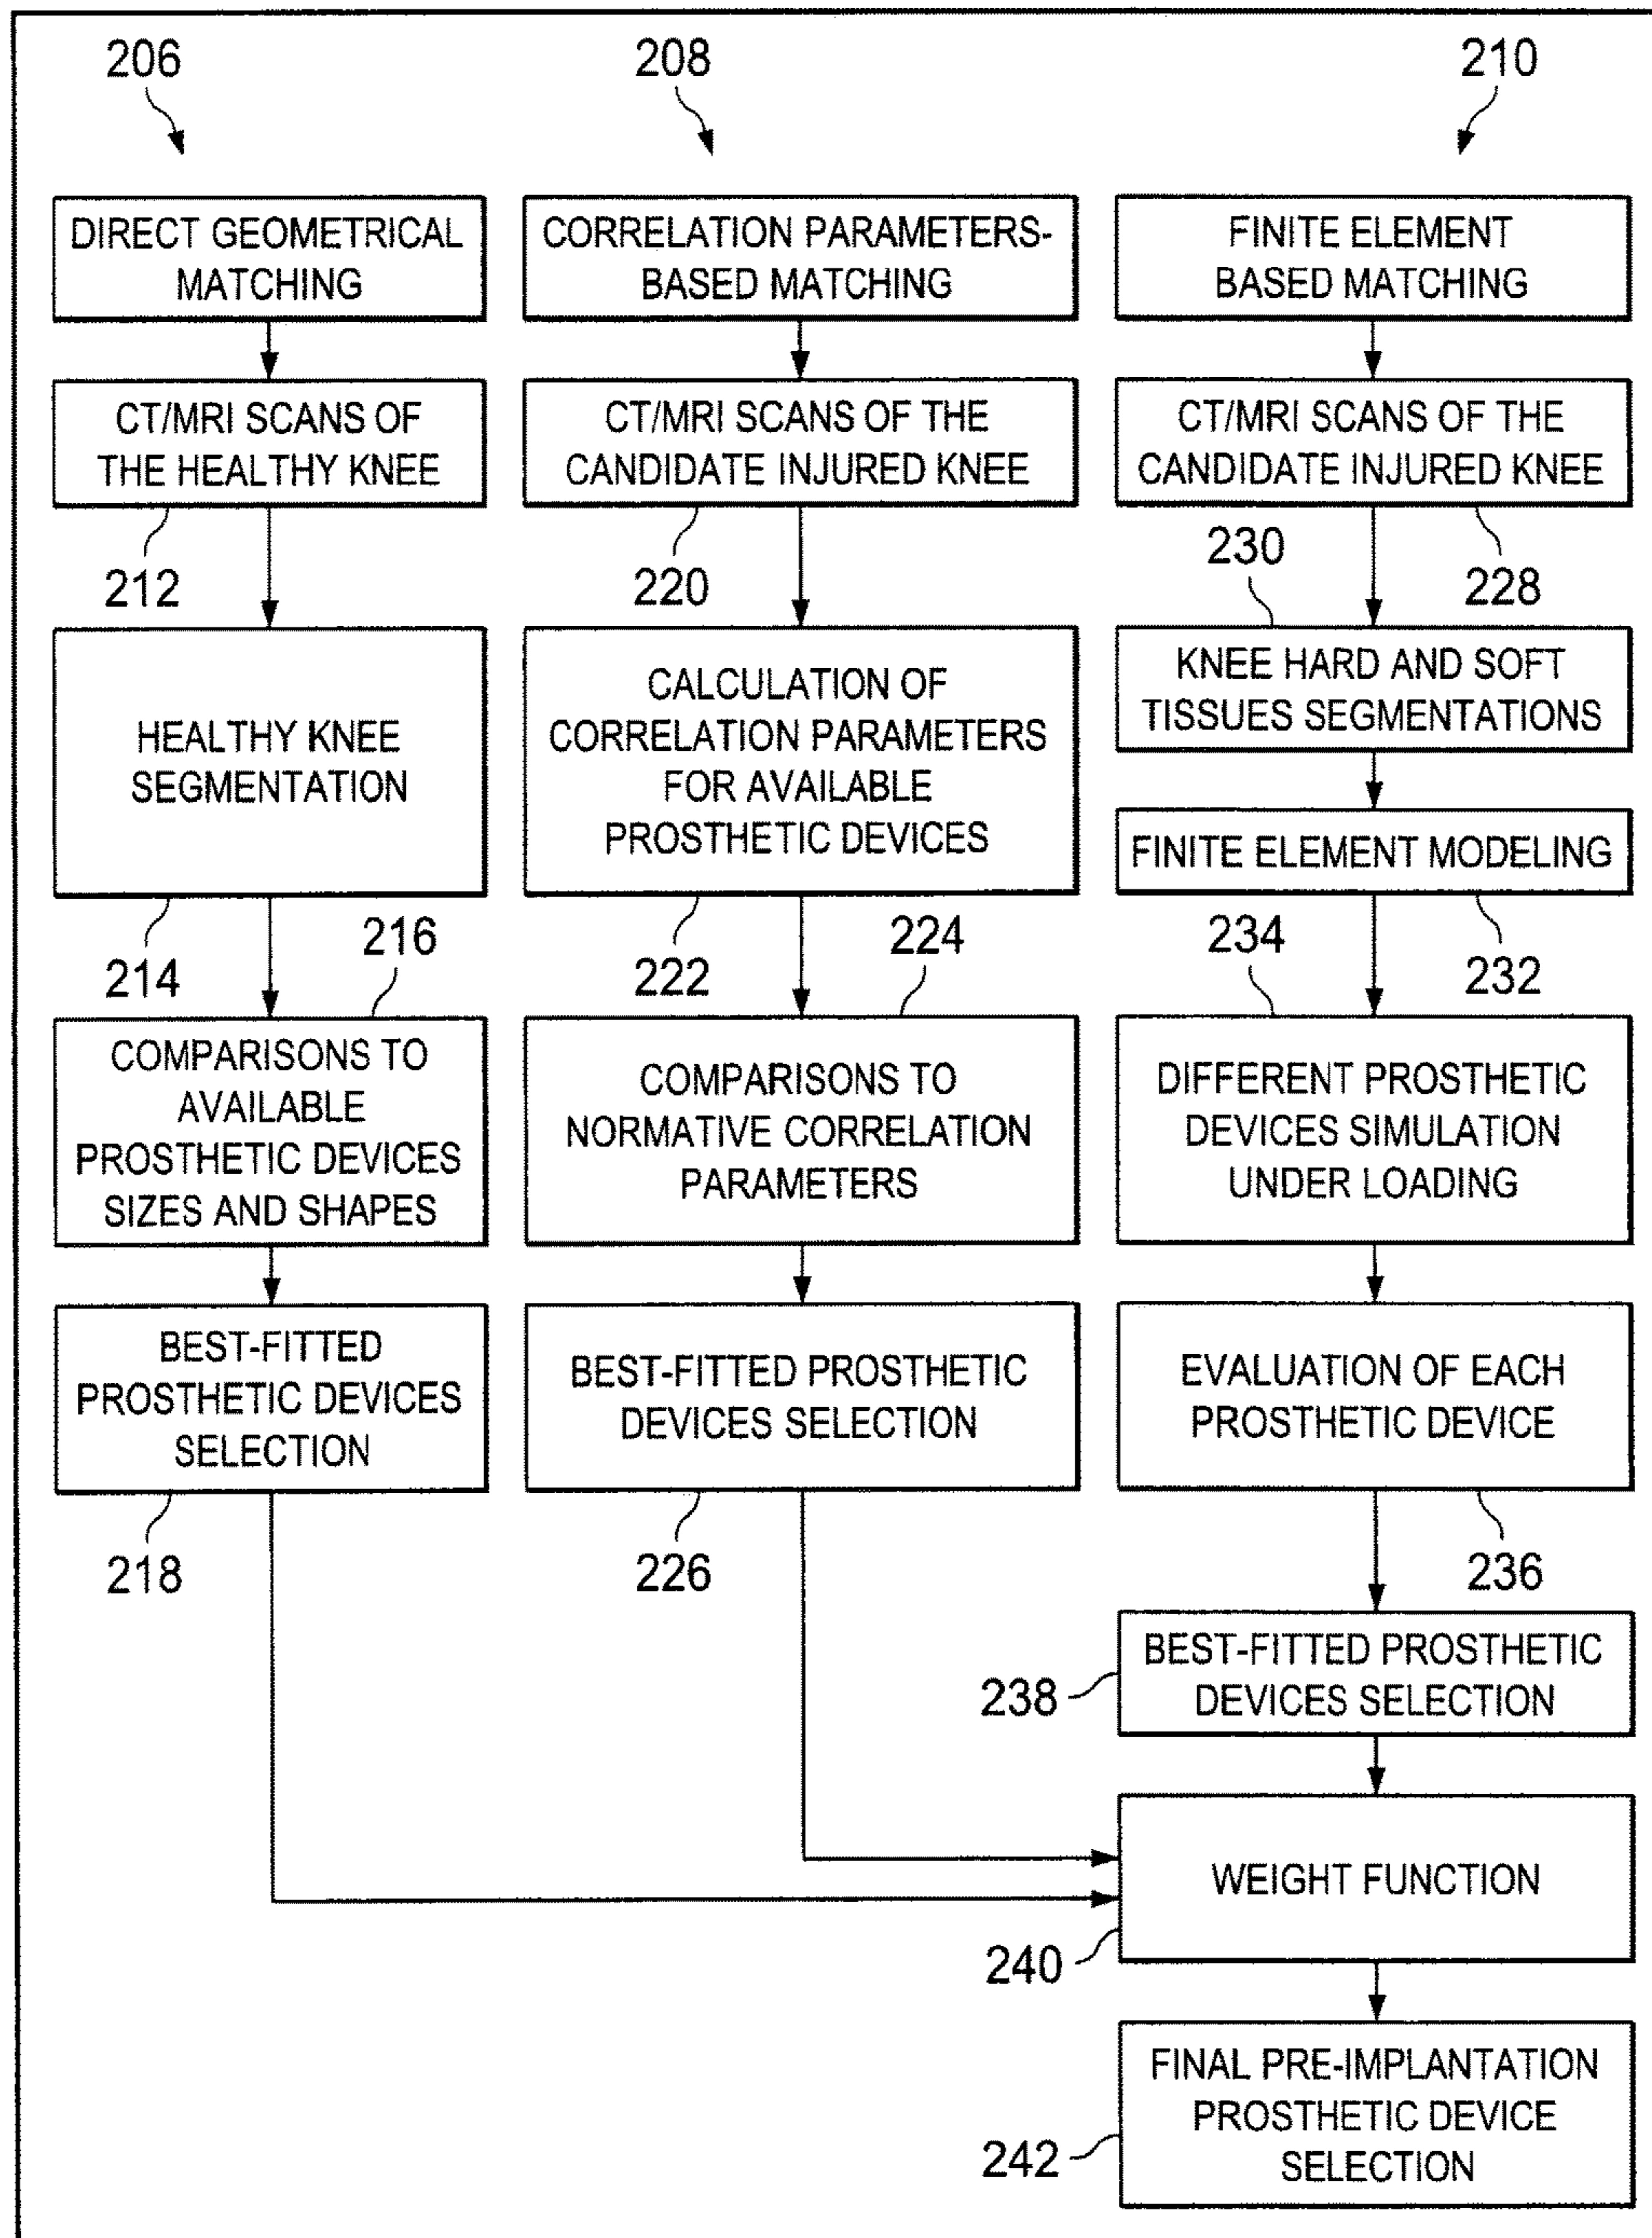 206
208
210
DIRECT GEOMETRICAL
MATCHING
CORRELATION PARAMETERS-
BASED MATCHING
FINITE ELEMENT
BASED MATCHING
CT/MRI SCANS OF
THE HEALTHY KNEE
CT/MRI SCANS OF THE
CANDIDATE INJURED KNEE
CT/MRI SCANS OF THE
CANDIDATE INJURED KNEE
212
220
230
228
HEALTHY KNEE
SEGMENTATION
CALCULATION OF
CORRELATION PARAMETERS
FOR AVAILABLE
PROSTHETIC DEVICES
KNEE HARD AND SOFT
TISSUES SEGMENTATIONS
FINITE ELEMENT MODELING
214
216
222
224
234
232
COMPARISONS TO
AVAILABLE
PROSTHETIC DEVICES
SIZES AND SHAPES
COMPARISONS TO
NORMATIVE CORRELATION
PARAMETERS
DIFFERENT PROSTHETIC
DEVICES SIMULATION
UNDER LOADING
BEST-FITTED
PROSTHETIC DEVICES
SELECTION
BEST-FITTED PROSTHETIC
DEVICES SELECTION
EVALUATION OF EACH
PROSTHETIC DEVICE
218
226
236
BEST-FITTED PROSTHETIC
DEVICES SELECTION
238
WEIGHT FUNCTION
240
FINAL PRE-IMPLANTATION
PROSTHETIC DEVICE
SELECTION
242